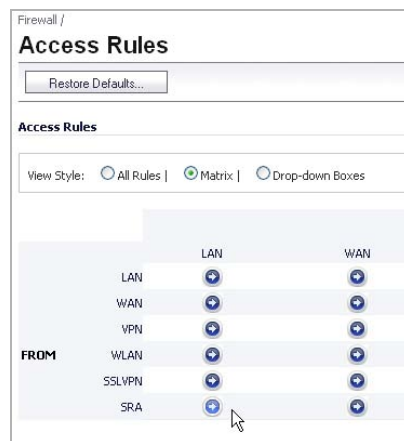 Firewall /
Access Rules
Restore Defaults...
Access Rules
View Style: All Rules | Matrix | Drop-down Boxes
LAN WAN
LAN
WAN
VPN
FROM WLAN
SSLVPN
SRA